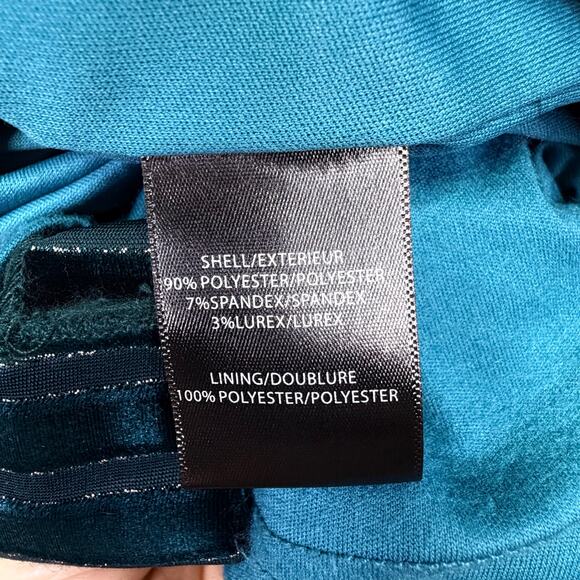 SHELL/EXTERIEUR
90% POLYESTER/POLYESTER
7%SPANDEX/SPANDEX
3%LUREX/LUREX
LINING/DOUBLURE
100% POLYESTER/POLYESTER